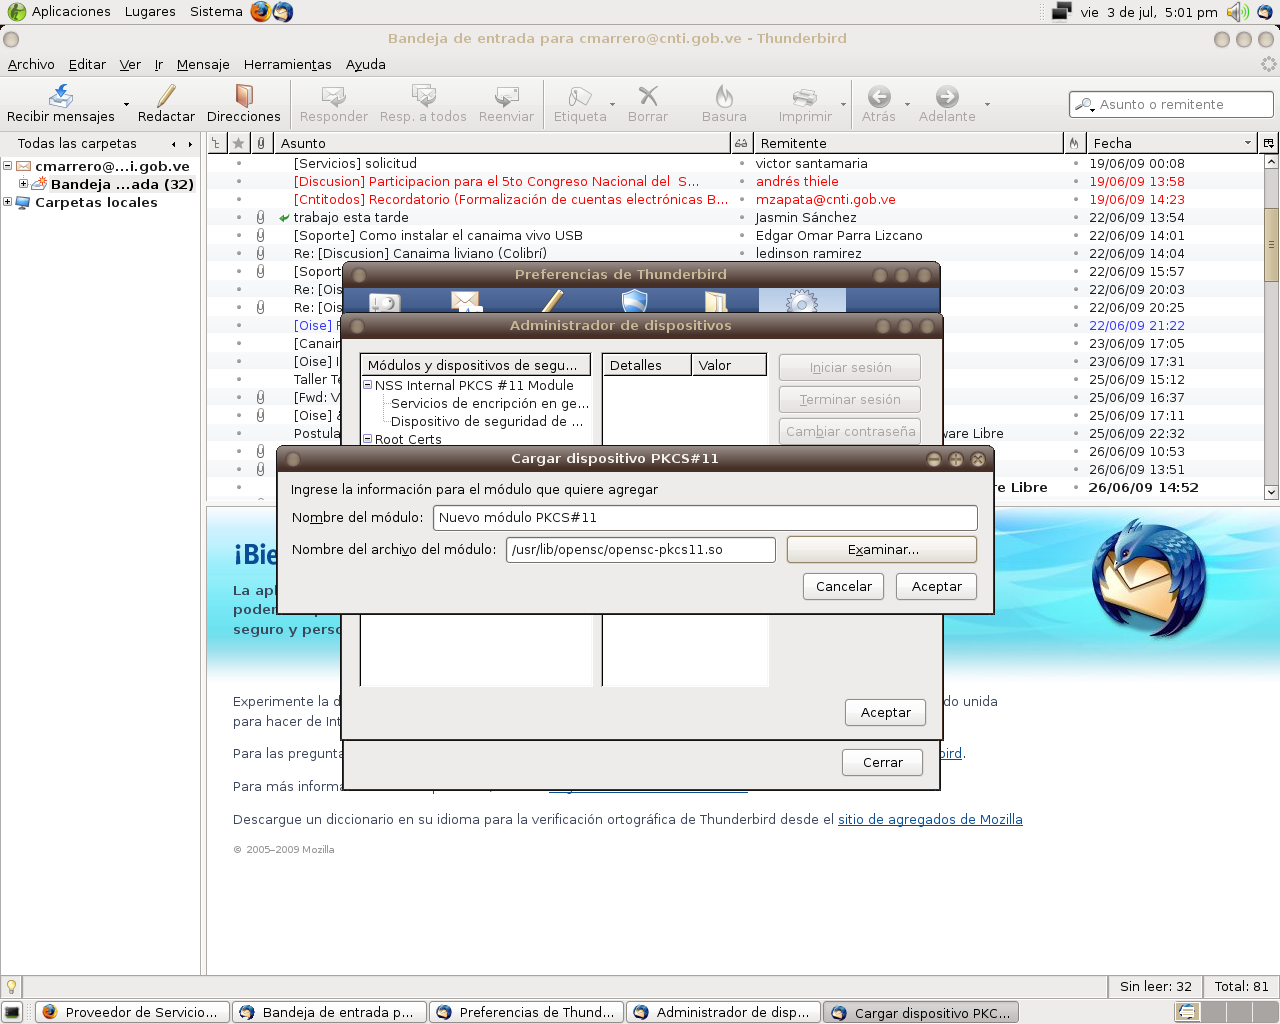 Aplicaciones Lugares Sistema vie 3 de jul, 5:01 pm
Bandeja de entrada para cmarrero@cnti.gob.ve - Thunderbird
Archivo Editar Ver Ir Mensaje Herramientas Ayuda
Recibir mensajes Redactar Direcciones Responder Resp. a todos Reenviar Etiqueta Borrar Basura Imprimir Atrás Adelante Asunto o remitente
Todas las carpetas Asunto Remitente Fecha
cmarrero@...i.gob.ve
Bandeja ...ada (32)
Carpetas locales
[Servicios] solicitud victor santamaria 19/06/09 00:08
[Discusion] Participacion para el 5to Congreso Nacional del S... andrés thiele 19/06/09 13:58
[Cntitodos] Recordatorio (Formalización de cuentas electrónicas B... mzapata@cnti.gob.ve 19/06/09 14:23
trabajo esta tarde Jasmin Sánchez 22/06/09 13:54
[Soporte] Como instalar el canaima vivo USB Edgar Omar Parra Lizcano 22/06/09 14:01
Re: [Discusion] Canaima liviano (Colibrí) ledinson ramirez 22/06/09 14:04
[Soport 22/06/09 15:57
Re: [Ois 22/06/09 20:03
Re: [Ois 22/06/09 20:25
[Oise] 22/06/09 21:22
[Canain 23/06/09 17:05
[Oise] 23/06/09 17:31
Taller Te 25/06/09 15:12
[Fwd: V 25/06/09 16:37
[Oise] 25/06/09 17:11
Postula ware Libre 25/06/09 22:32
26/06/09 10:53
26/06/09 13:51
e Libre 26/06/09 14:52
Preferencias de Thunderbird
Administrador de dispositivos
Módulos y dispositivos de segu... Detalles Valor
NSS Internal PKCS #11 Module
Servicios de encripción en ge...
Dispositivo de seguridad de ...
Root Certs
Iniciar sesión
Terminar sesión
Cambiar contraseña
Cargar dispositivo PKCS#11
Ingrese la información para el módulo que quiere agregar
Nombre del módulo: Nuevo módulo PKCS#11
Nombre del archivo del módulo: /usr/lib/opensc/opensc-pkcs11.so Examinar...
Cancelar Aceptar
Aceptar
Cerrar
¡Bie
La apl
poder
seguro y perso
Experimente la d do unida
para hacer de Int
Para las pregunta bird.
Para más informa
Descargue un diccionario en su idioma para la verificación ortográfica de Thunderbird desde el sitio de agregados de Mozilla
© 2005–2009 Mozilla
Sin leer: 32 Total: 81
Proveedor de Servicio... Bandeja de entrada p... Preferencias de Thund... Administrador de disp... Cargar dispositivo PKC...